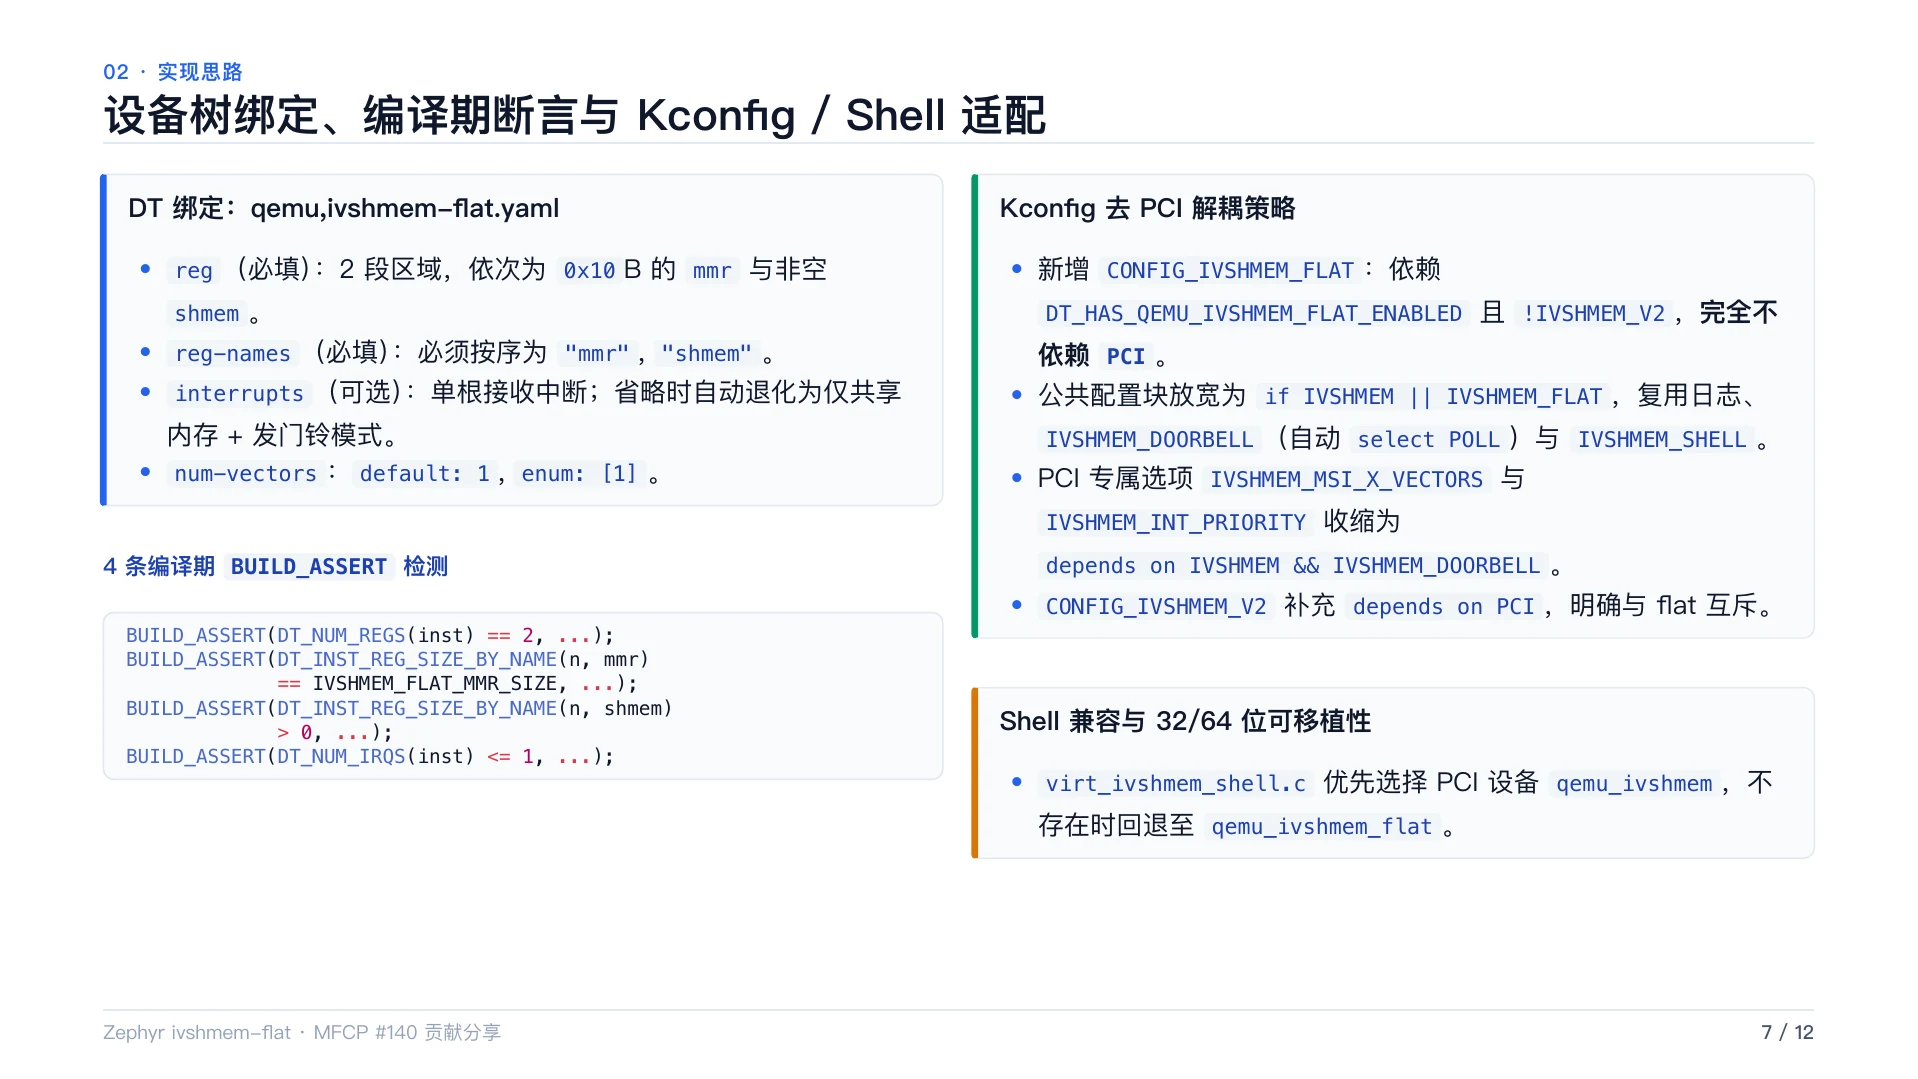 02 · 实现思路
设备树绑定、编译期断言与 Kconfig / Shell 适配
DT 绑定：qemu,ivshmem-flat.yaml
• reg （必填）：2 段区域，依次为 0x10 B 的 mmr 与非空
shmem 。
• reg-names （必填）：必须按序为 "mmr" , "shmem" 。
• interrupts （可选）：单根接收中断；省略时自动退化为仅共享
内存 + 发门铃模式。
• num-vectors ： default: 1 , enum: [1] 。
4 条编译期 BUILD_ASSERT 检测
BUILD_ASSERT(DT_NUM_REGS(inst) == 2, ...);
BUILD_ASSERT(DT_INST_REG_SIZE_BY_NAME(n, mmr)
== IVSHMEM_FLAT_MMR_SIZE, ...);
BUILD_ASSERT(DT_INST_REG_SIZE_BY_NAME(n, shmem)
> 0, ...);
BUILD_ASSERT(DT_NUM_IRQS(inst) <= 1, ...);
Kconfig 去 PCI 解耦策略
• 新增 CONFIG_IVSHMEM_FLAT ：依赖
DT_HAS_QEMU_IVSHMEM_FLAT_ENABLED 且 !IVSHMEM_V2 ，完全不
依赖 PCI 。
• 公共配置块放宽为 if IVSHMEM || IVSHMEM_FLAT ，复用日志、
IVSHMEM_DOORBELL （自动 select POLL ）与 IVSHMEM_SHELL 。
• PCI 专属选项 IVSHMEM_MSI_X_VECTORS 与
IVSHMEM_INT_PRIORITY 收缩为
depends on IVSHMEM && IVSHMEM_DOORBELL 。
• CONFIG_IVSHMEM_V2 补充 depends on PCI ，明确与 flat 互斥。
Shell 兼容与 32/64 位可移植性
• virt_ivshmem_shell.c 优先选择 PCI 设备 qemu_ivshmem ，不
存在时回退至 qemu_ivshmem_flat 。
Zephyr ivshmem-flat · MFCP #140 贡献分享
7 / 12